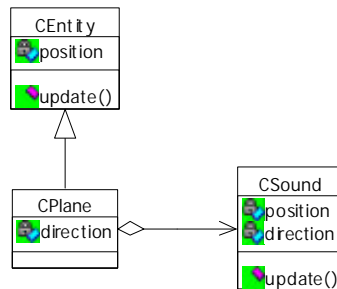 CEntity
position
update()
CPlane
direction
CSound
position
direction
update()